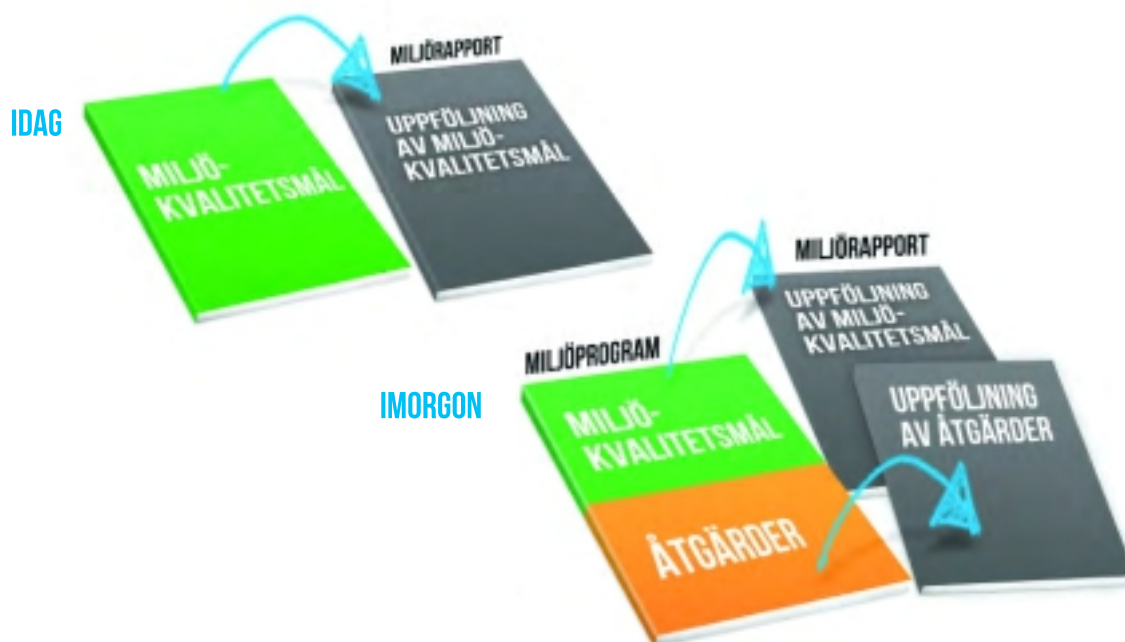 IDAG
MILJÖ-
KVALITETSMÅL
MILJÖRAPPORT
UPPFÖLJNING
AV MILJÖ-
KVALITETSMÅL
IMORGON
MILJÖPROGRAM
MILJÖ-
KVALITETSMÅL
ÅTGÄRDER
MILJÖRAPPORT
UPPFÖLJNING
AV MILJÖ-
KVALITETSMÅL
UPPFÖLJNING
AV ÅTGÄRDER